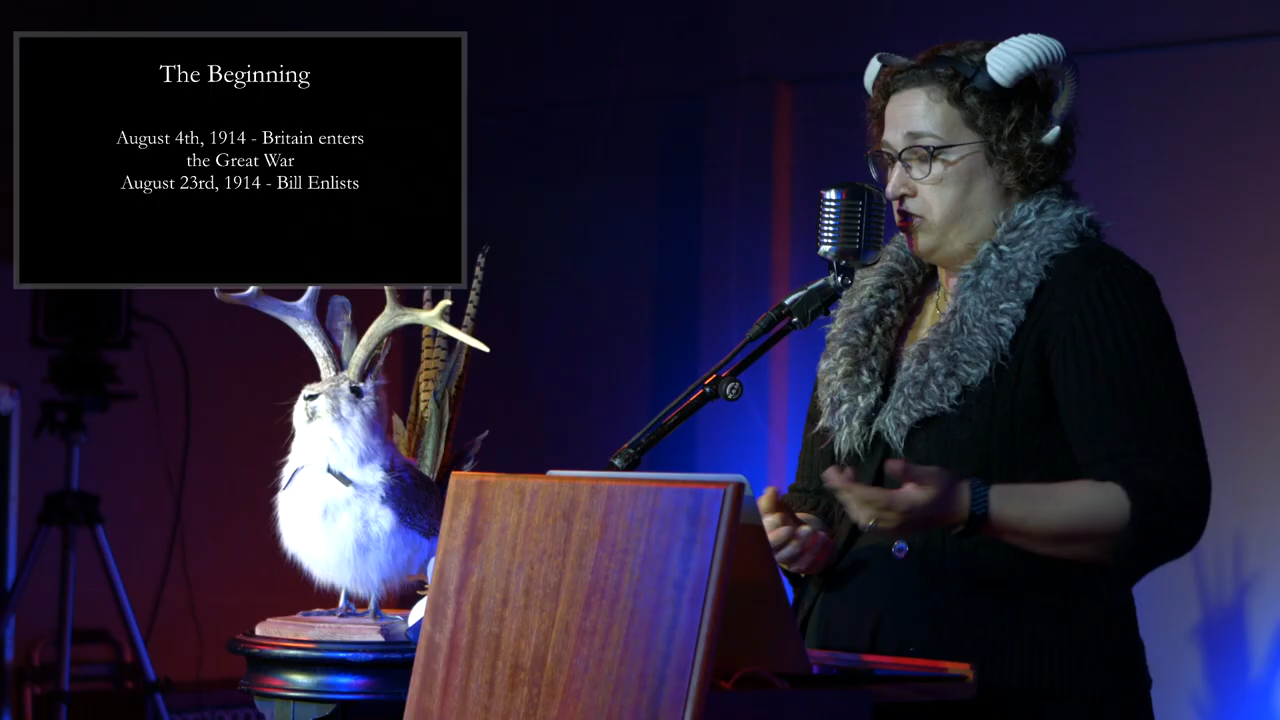 The Beginning
August 4th, 1914 - Britain enters
the Great War
August 23rd, 1914 - Bill Enlists